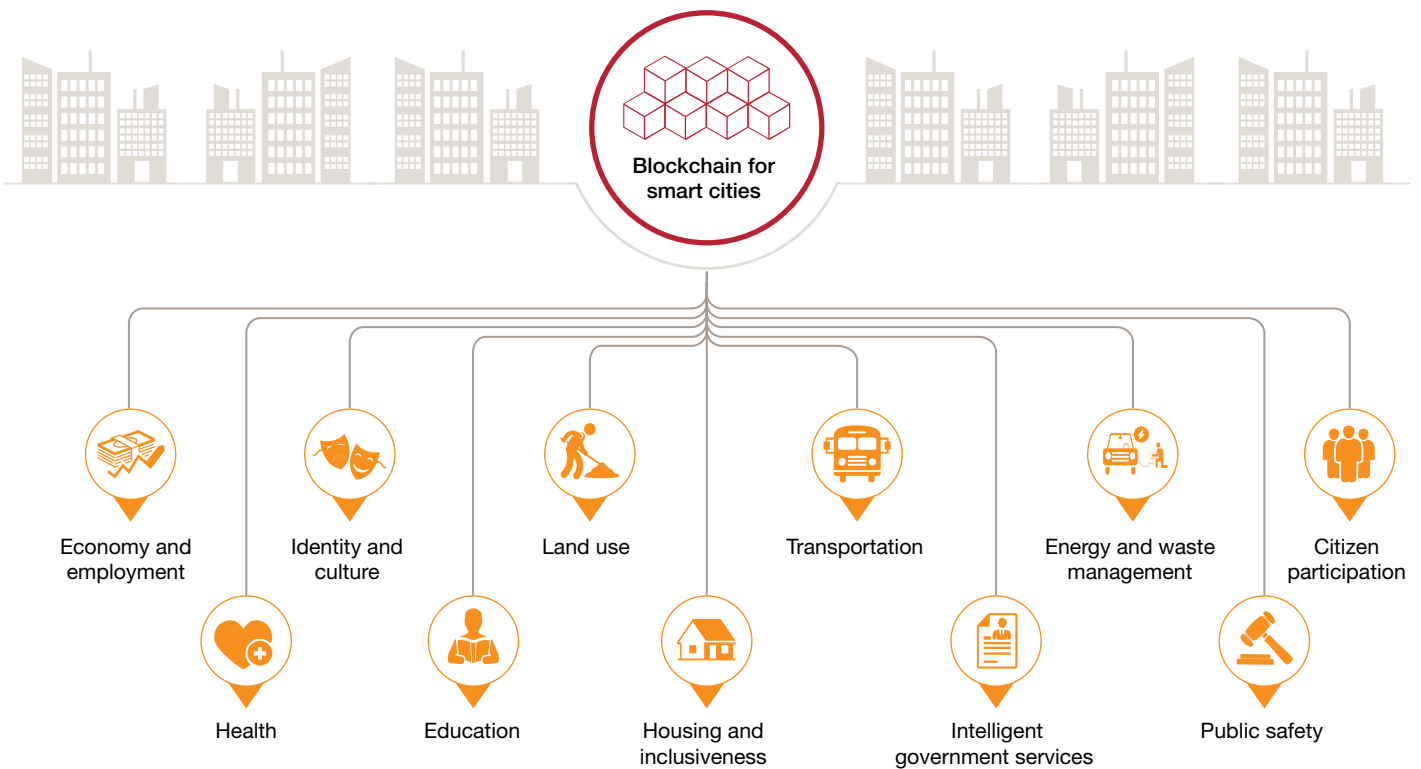 Blockchain for
smart cities
Economy and
employment
Identity and
culture
Land use
Transportation
Energy and waste
management
Citizen
participation
Health
Education
Housing and
inclusiveness
Intelligent
government services
Public safety